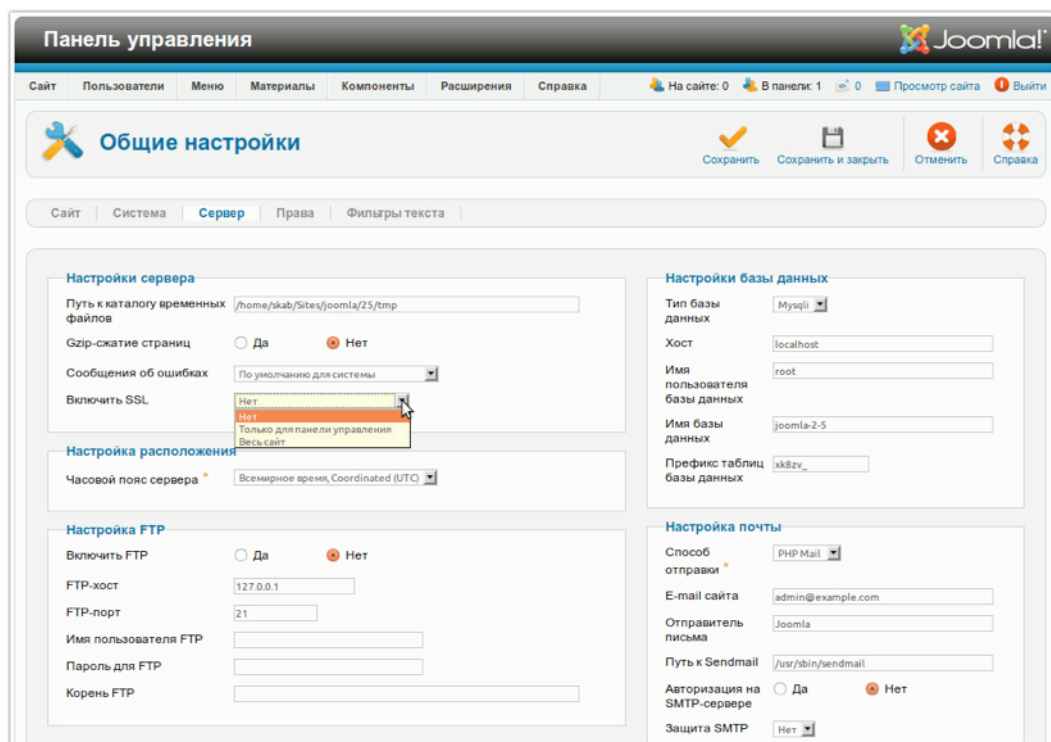 Панель управления
Joomla!
Сайт Пользователи Меню Материалы Компоненты Расширения Справка На сайте: 0 В панели: 1 0 Просмотр сайта Выйти
Общие настройки
Сохранить Сохранить и закрыть Отменить Справка
Сайт Система Сервер Права Фильтры текста
Настройки сервера
Путь к каталогу временных файлов /home/skab/Sites/joomla/25/tmp
Gzip-сжатие страниц Да Нет
Сообщения об ошибках По умолчанию для системы
Включить SSL Нет
Нет
Только для панели управления
Весь сайт
Настройка расположения
Часовой пояс сервера * Всемирное время, Coordinated (UTC)
Настройка FTP
Включить FTP Да Нет
FTP-хост 127.0.0.1
FTP-порт 21
Имя пользователя FTP
Пароль для FTP
Корень FTP
Настройки базы данных
Тип базы данных Mysqli
Хост localhost
Имя пользователя базы данных root
Имя базы данных joomla-2-5
Префикс таблиц базы данных xk8zv_
Настройка почты
Способ отправки * PHP Mail
E-mail сайта admin@example.com
Отправитель письма Joomla
Путь к Sendmail /usr/sbin/sendmail
Авторизация на SMTP-сервере Да Нет
Защита SMTP Нет